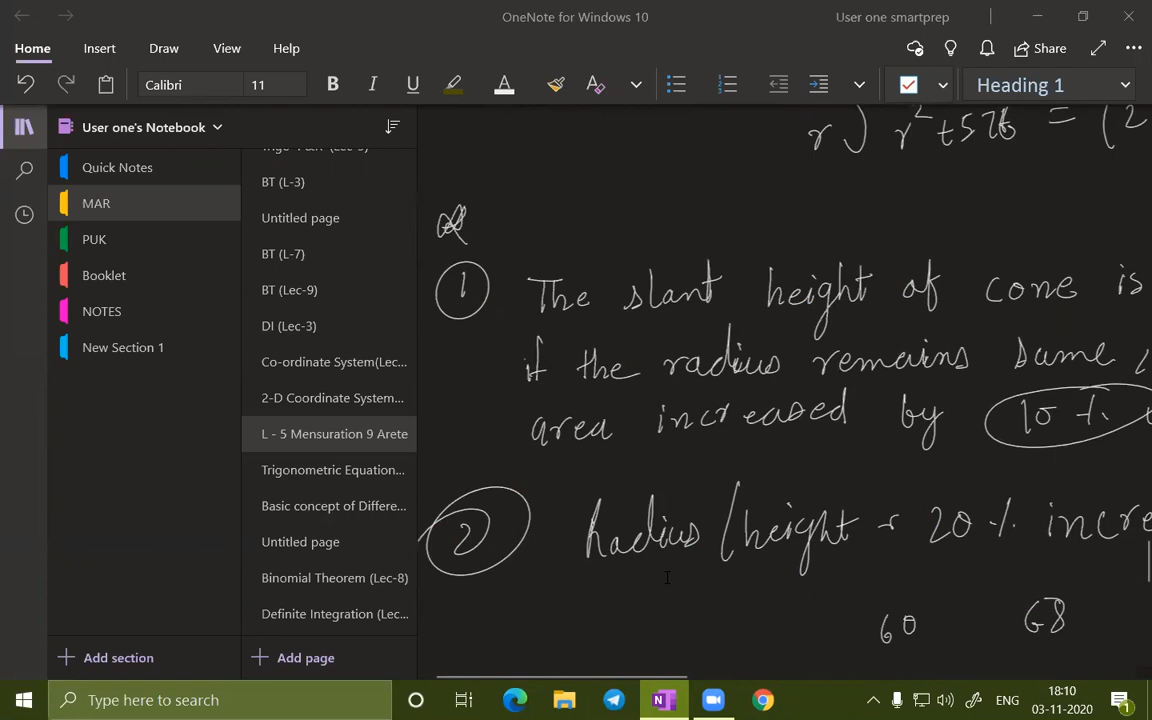 OneNote for Windows 10
User one smartprep
Home Insert Draw View Help
Share
Calibri 11 B I U A Heading 1
User one's Notebook
Quick Notes
MAR
PUK
Booklet
NOTES
New Section 1
BT (L-3)
Untitled page
BT (L-7)
BT (Lec-9)
DI (Lec-3)
Co-ordinate System(Lec...
2-D Coordinate System...
L - 5 Mensuration 9 Arete
Trigonometric Equation...
Basic concept of Differe...
Untitled page
Binomial Theorem (Lec-8)
Definite Integration (Lec...
Add section
Add page
r) r²+576 = (2
① The slant height of cone is
if the radius remains same
area increased by 10 %
② Radius/height - 20 % incre
60 68
Type here to search
ENG
18:10
03-11-2020
1